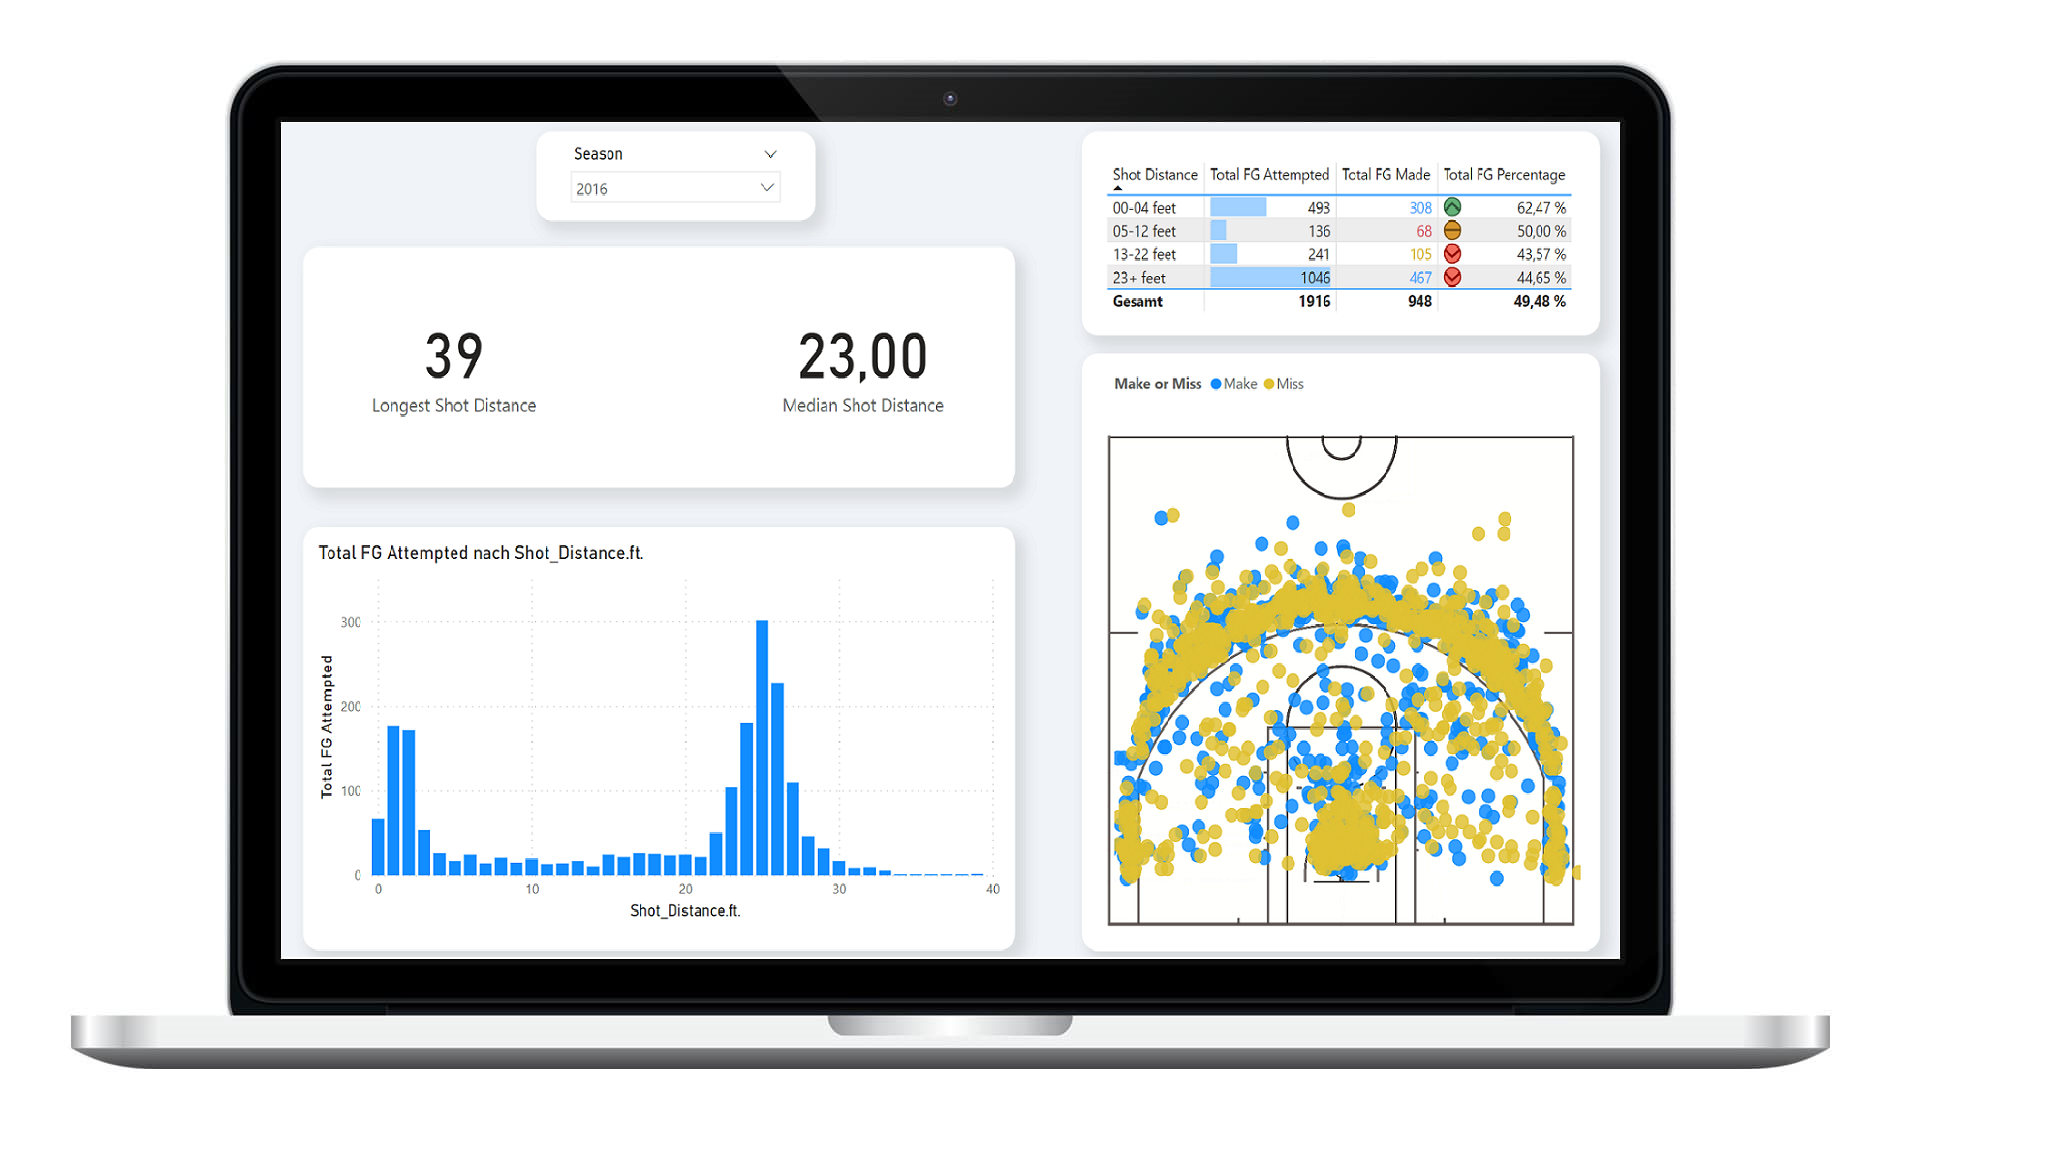 Season
2016
39
Longest Shot Distance
23,00
Median Shot Distance
Total FG Attempted nach Shot_Distance.ft.
Total FG Attempted
300
200
100
0
0 10 20 30 40
Shot_Distance.ft.
Shot Distance Total FG Attempted Total FG Made Total FG Percentage
00-04 feet 493 308 62,47 %
05-12 feet 136 68 50,00 %
13-22 feet 241 105 43,57 %
23+ feet 1046 467 44,65 %
Gesamt 1916 948 49,48 %
Make or Miss Make Miss